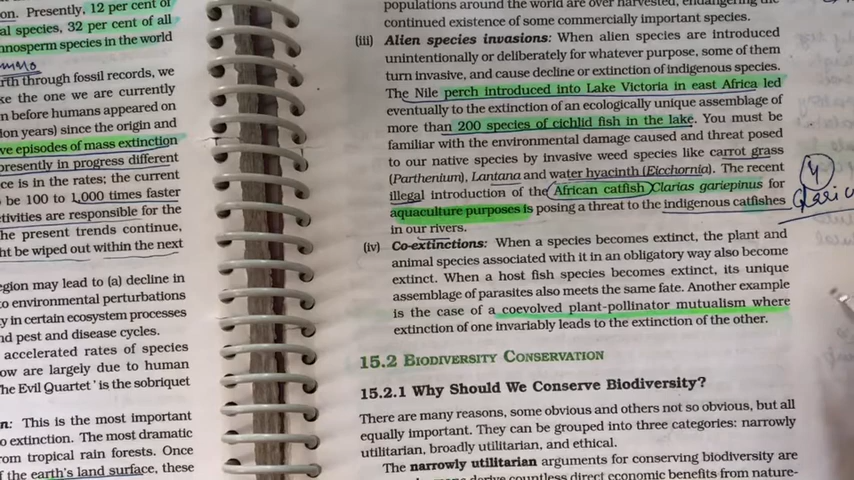 on. Presently, 12 per cent of
al species, 32 per cent of all
nnosperm species in the world
rth through fossil records, we
ke the one we are currently
n before humans appeared on
lon years) since the origin and
ve episodes of mass extinction
presently in progress different
ce is in the rates; the current
o be 100 to 1,000 times faster
ctivities are responsible for the
he present trends continue,
ht be wiped out within the next
egion may lead to (a) decline in
to environmental perturbations
y in certain ecosystem processes
nd pest and disease cycles.
accelerated rates of species
ow are largely due to human
he Evil Quartet ' is the sobriquet
n: This is the most important
o extinction. The most dramatic
rom tropical rain forests. Once
f the earth's land surface, these
populations around the world are over harvested, endangering the
continued existence of some commercially important species.
(iii) Alien species invasions: When alien species are introduced
unintentionally or deliberately for whatever purpose, some of them
turn invasive, and cause decline or extinction of indigenous species.
The Nile perch introduced into Lake Victoria in east Africa led
eventually to the extinction of an ecologically unique assemblage of
more than 200 species of cichlid fish in the lake. You must be
familiar with the environmental damage caused and threat posed
to our native species by invasive weed species like carrot grass
(Parthenium), Lantana and water hyacinth (Eicchornia). The recent
illegal introduction of the African catfish Clarias gariepinus for
aquaculture purposes is posing a threat to the indigenous catfishes
in our rivers.
(iv) Co-extinctions: When a species becomes extinct, the plant and
animal species associated with it in an obligatory way also become
extinct. When a host fish species becomes extinct, its unique
assemblage of parasites also meets the same fate. Another example
is the case of a coevolved plant-pollinator mutualism where
extinction of one invariably leads to the extinction of the other.
15.2 BIODIVERSITY CONSERVATION
15.2.1 Why Should We Conserve Biodiversity?
There are many reasons, some obvious and others not so obvious, but all
equally important. They can be grouped into three categories: narrowly
utilitarian, broadly utilitarian, and ethical.
The narrowly utilitarian arguments for conserving biodiversity are
derive countless direct economic benefits from nature-